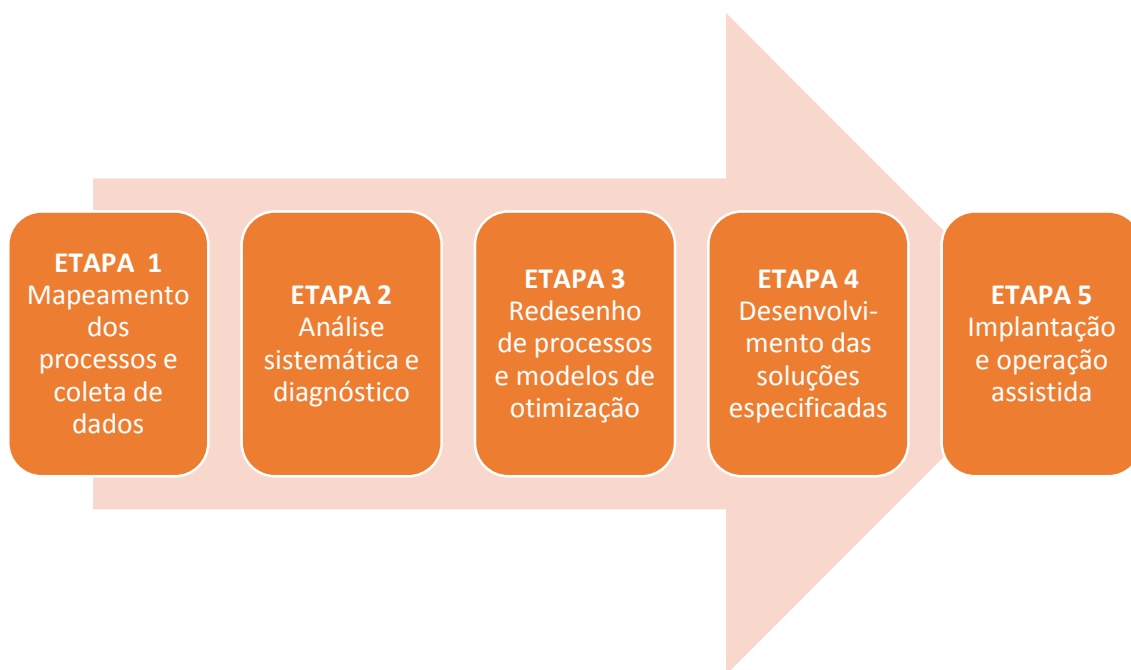 ETAPA 1
Mapeamento
dos
processos e
coleta de
dados
ETAPA 2
Análise
sistemática e
diagnóstico
ETAPA 3
Redesenho
de processos
e modelos de
otimização
ETAPA 4
Desenvolvi-
mento das
soluções
especificadas
ETAPA 5
Implantação
e operação
assistida